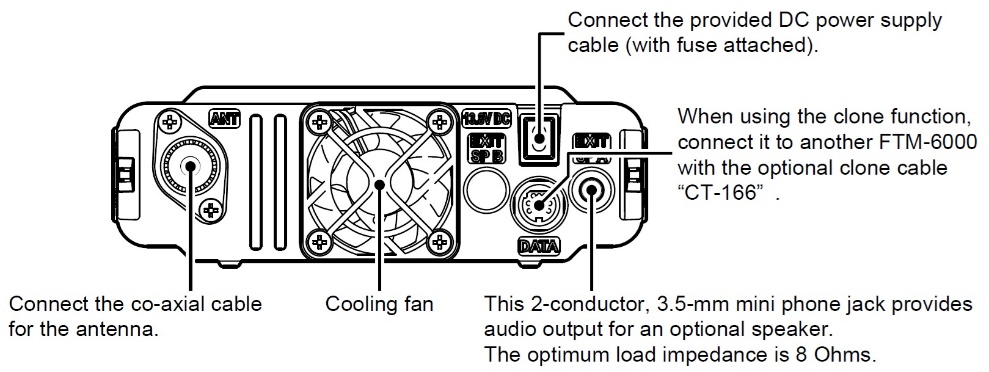 Connect the provided DC power supply
cable (with fuse attached).
ANT
13.8V DC
EXIT
SP B
EXIT
When using the clone function,
connect it to another FTM-6000
with the optional clone cable
“CT-166” .
DATA
Connect the co-axial cable
for the antenna.
Cooling fan
This 2-conductor, 3.5-mm mini phone jack provides
audio output for an optional speaker.
The optimum load impedance is 8 Ohms.